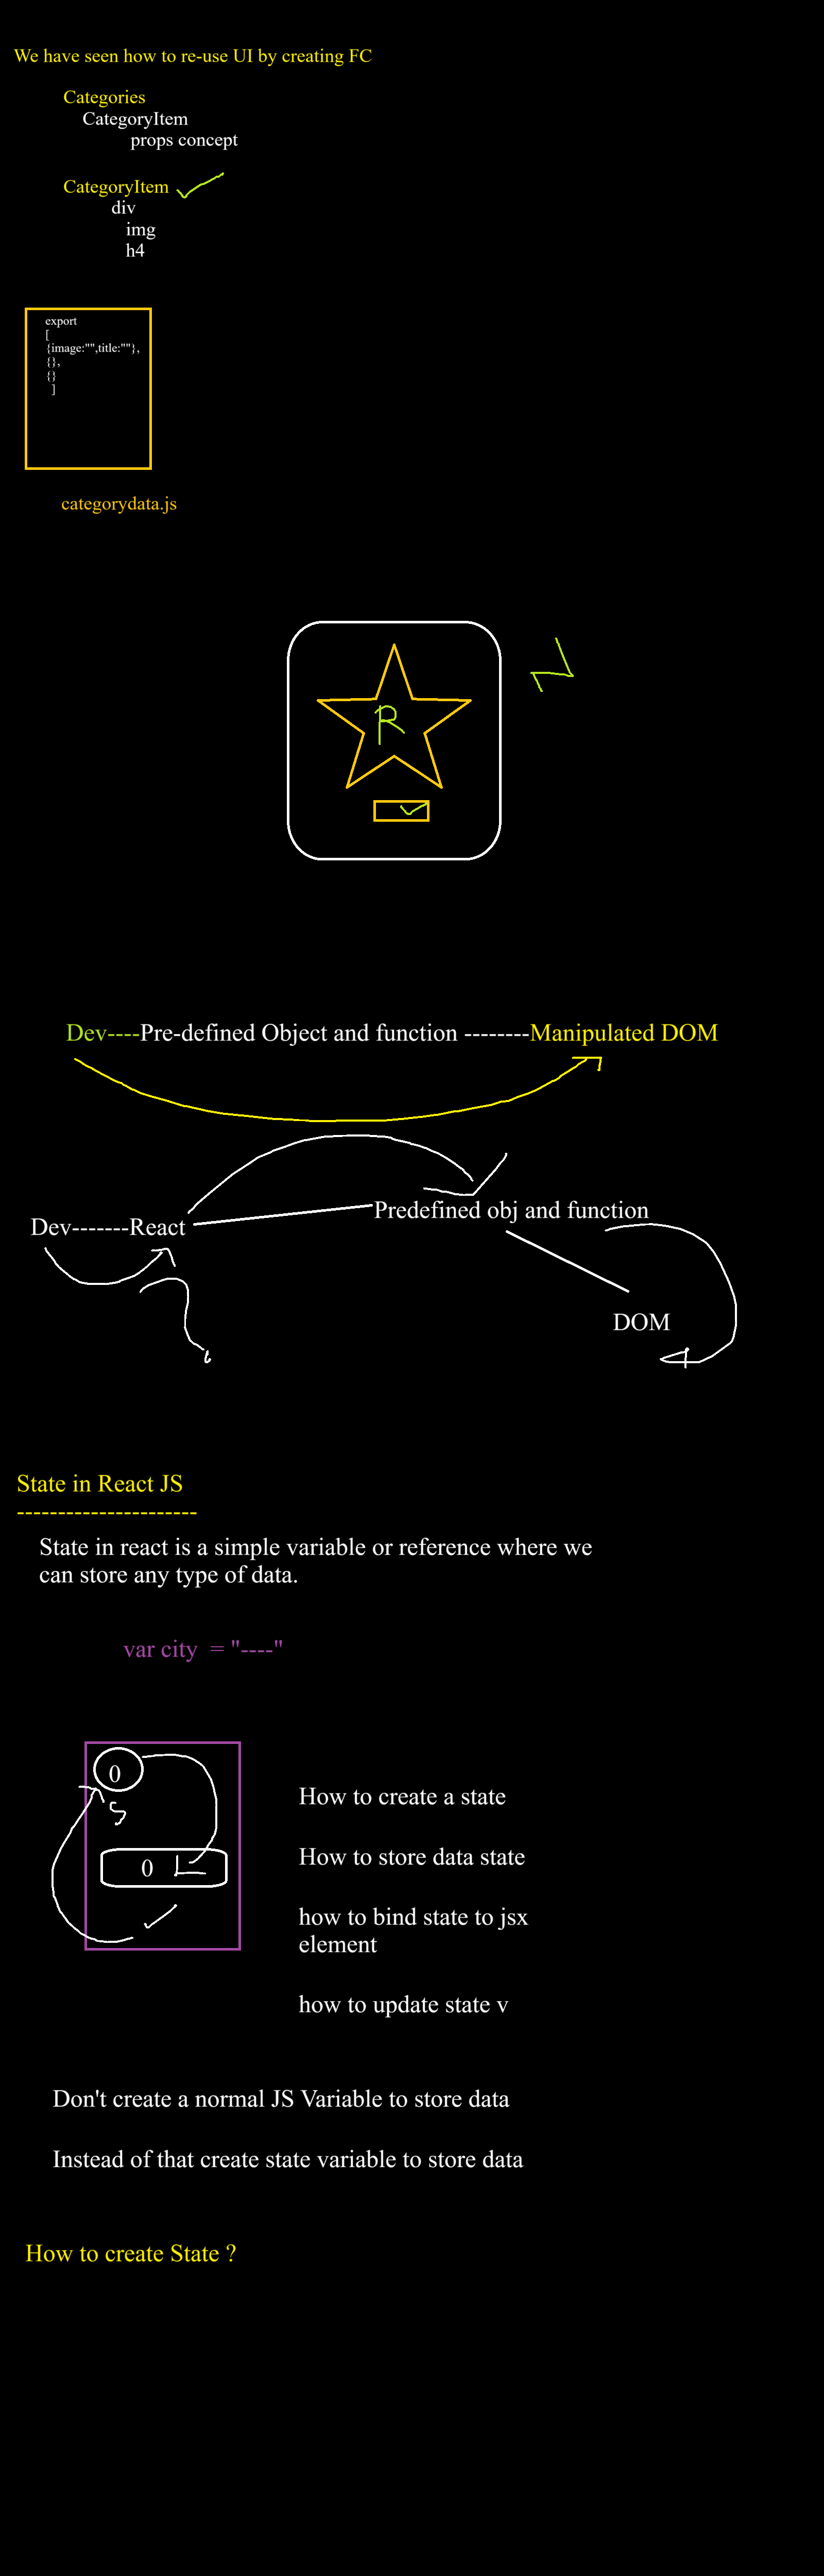 We have seen how to re-use UI by creating FC
Categories
CategoryItem
props concept
CategoryItem
div
img
h4
export
[
{image:"",title:""},
{},
{}
]
categorydata.js
R
Dev----Pre-defined Object and function --------Manipulated DOM
Predefined obj and function
Dev-------React
DOM
State in React JS
----------------------
State in react is a simple variable or reference where we
can store any type of data.
var city = "----"
0
0
How to create a state
How to store data state
how to bind state to jsx
element
how to update state v
Don't create a normal JS Variable to store data
Instead of that create state variable to store data
How to create State ?